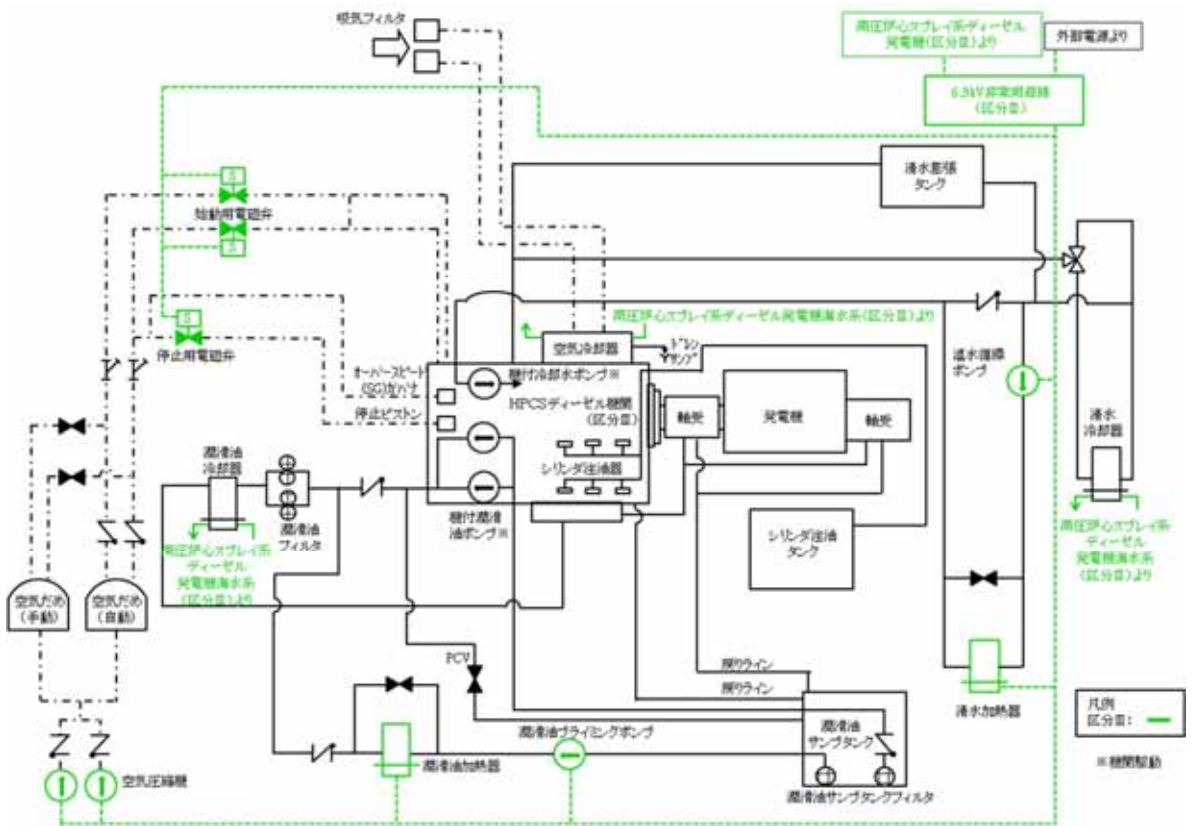 吸気フィルタ
高圧炉心スプレイ系ディーゼル
発電機(区分Ⅲ)より
外部電源より
6.9kV非常用母線
(区分Ⅲ)
清水膨張
タンク
S
始動用電磁弁
S
S
停止用電磁弁
高圧炉心スプレイ系ディーゼル発電機海水系(区分Ⅲ)より
空気冷却器
ドレン
サンプ
温水循環
ポンプ
オーバースピード
(SG)ガバナ
機付冷却水ポンプ※
HPCSディーゼル機関
(区分Ⅲ)
停止ピストン
軸受
発電機
軸受
清水
冷却器
潤滑油
冷却器
シリンダ注油器
潤滑油
フィルタ
機付潤滑
油ポンプ※
シリンダ注油
タンク
高圧炉心スプレイ系
ディーゼル
発電機海水系
(区分Ⅲ)より
高圧炉心スプレイ系
ディーゼル
発電機海水系
(区分Ⅲ)より
空気だめ
(手動)
空気だめ
(自動)
PCV
戻りライン
戻りライン
清水加熱器
凡例
区分Ⅲ:
潤滑油プライミングポンプ
潤滑油
サンプタンク
※機関駆動
空気圧縮機
潤滑油加熱器
潤滑油サンプタンクフィルタ